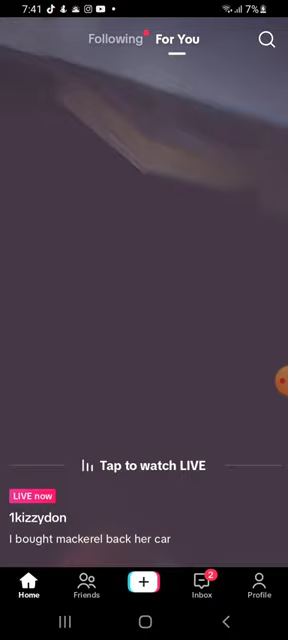 7:41
7%
Following
For You
Tap to watch LIVE
LIVE now
1kizzydon
I bought mackerel back her car
2
Home
Friends
Inbox
Profile